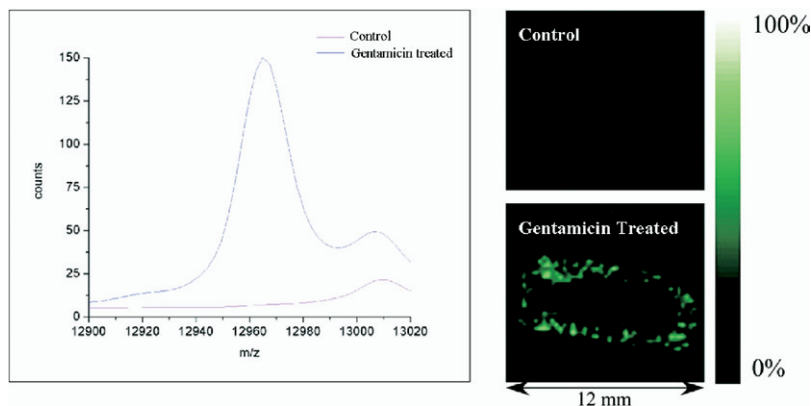 Control
Gentamicin treated
150
125
100
75
50
25
0
counts
12900 12920 12940 12960 12980 13000 13020
m/z
Control
Gentamicin Treated
12 mm
100%
0%